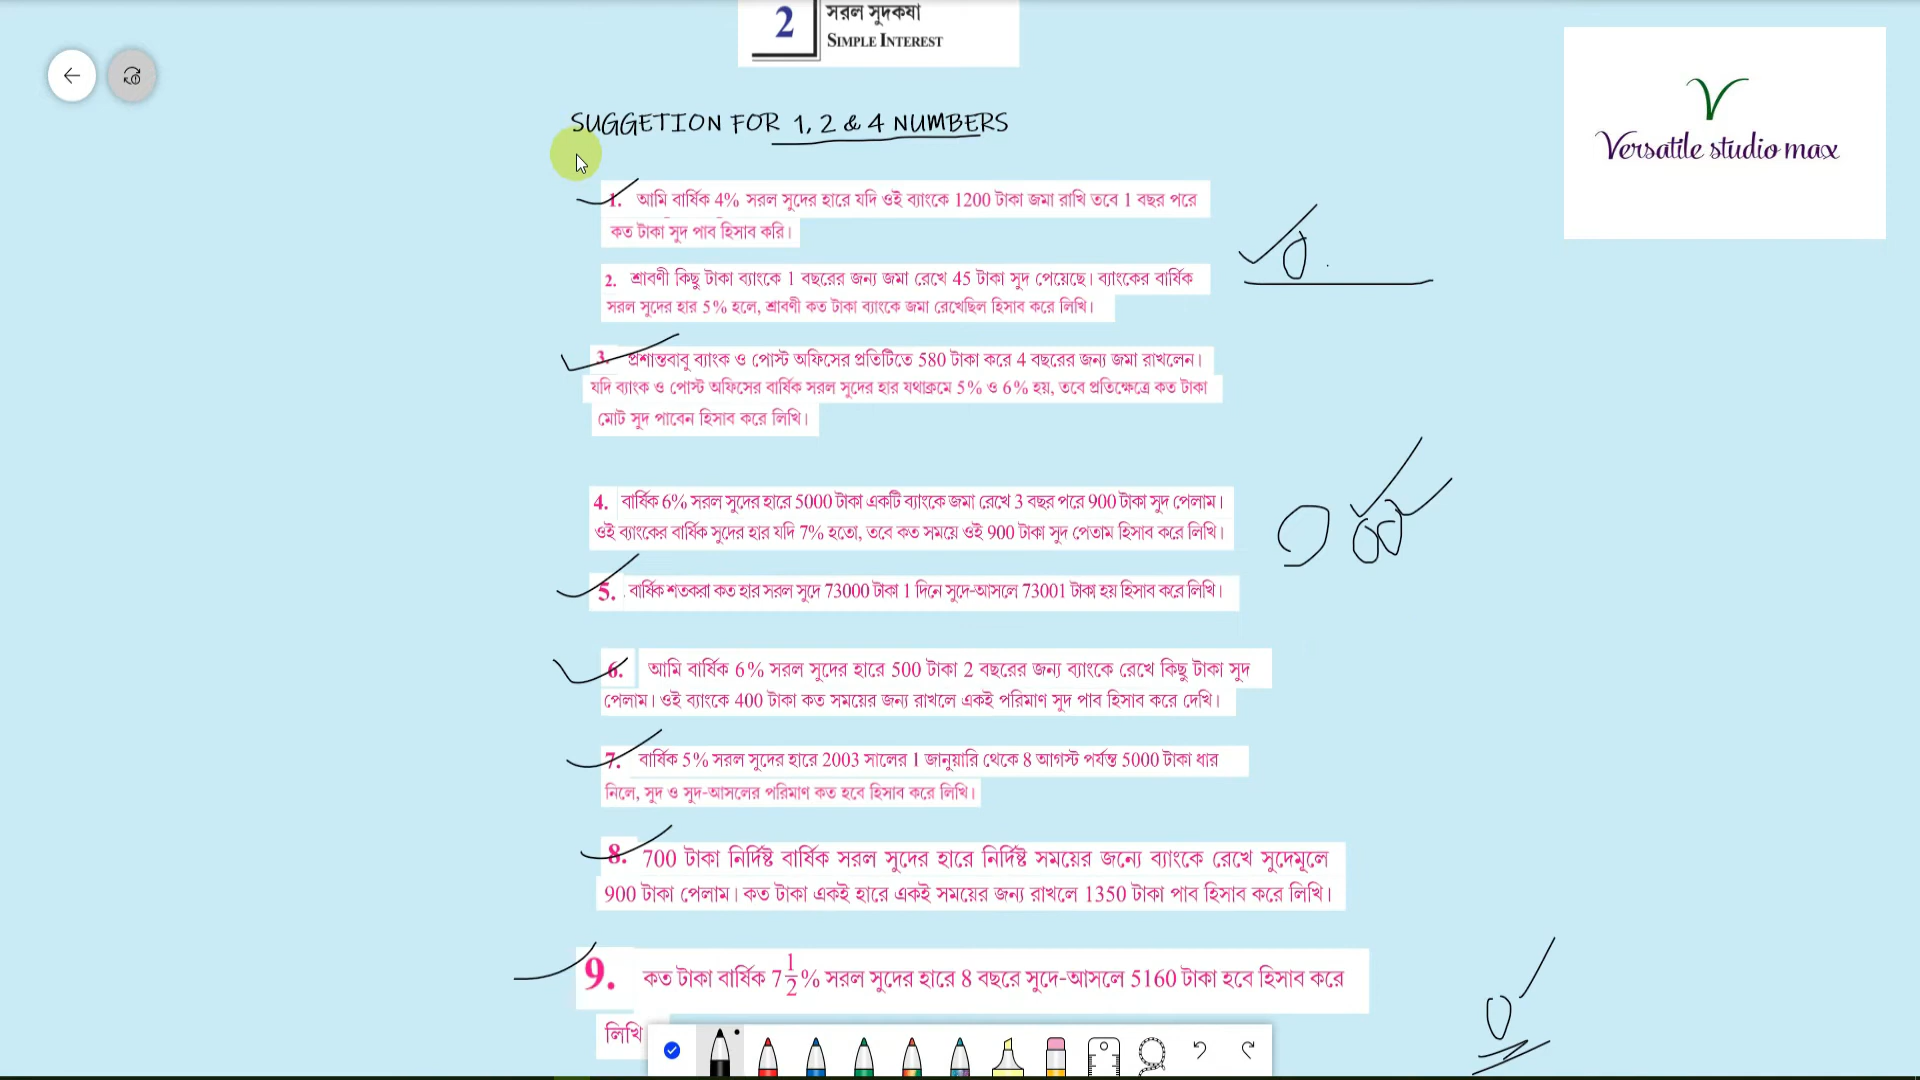 2
সরল সুদকষা
SIMPLE INTEREST
V
Versatile studio max
SUGGETION FOR 1, 2 & 4 NUMBERS
1. আমি বার্ষিক 4% সরল সুদের হারে যদি ওই ব্যাংকে 1200 টাকা জমা রাখি তবে 1 বছর পরে
কত টাকা সুদ পাব হিসাব করি।
2. শ্রাবণী কিছু টাকা ব্যাংকে 1 বছরের জন্য জমা রেখে 45 টাকা সুদ পেয়েছে। ব্যাংকের বার্ষিক
সরল সুদের হার 5% হলে, শ্রাবণী কত টাকা ব্যাংকে জমা রেখেছিল হিসাব করে লিখি।
3. প্রশান্তবাবু ব্যাংক ও পোস্ট অফিসের প্রতিটিতে 580 টাকা করে 4 বছরের জন্য জমা রাখলেন।
যদি ব্যাংক ও পোস্ট অফিসের বার্ষিক সরল সুদের হার যথাক্রমে 5% ও 6% হয়, তবে প্রতিক্ষেত্রে কত টাকা
মোট সুদ পাবেন হিসাব করে লিখি।
4. বার্ষিক 6% সরল সুদের হারে 5000 টাকা একটি ব্যাংকে জমা রেখে 3 বছর পরে 900 টাকা সুদ পেলাম।
ওই ব্যাংকের বার্ষিক সুদের হার যদি 7% হতো, তবে কত সময়ে ওই 900 টাকা সুদ পেতাম হিসাব করে লিখি।
5. বার্ষিক শতকরা কত হার সরল সুদে 73000 টাকা 1 দিনে সুদে-আসলে 73001 টাকা হয় হিসাব করে লিখি।
6. আমি বার্ষিক 6% সরল সুদের হারে 500 টাকা 2 বছরের জন্য ব্যাংকে রেখে কিছু টাকা সুদ
পেলাম। ওই ব্যাংকে 400 টাকা কত সময়ের জন্য রাখলে একই পরিমাণ সুদ পাব হিসাব করে দেখি।
7. বার্ষিক 5% সরল সুদের হারে 2003 সালের 1 জানুয়ারি থেকে 8 আগস্ট পর্যন্ত 5000 টাকা ধার
নিলে, সুদ ও সুদ-আসলের পরিমাণ কত হবে হিসাব করে লিখি।
8. 700 টাকা নির্দিষ্ট বার্ষিক সরল সুদের হারে নির্দিষ্ট সময়ের জন্যে ব্যাংকে রেখে সুদেমূলে
900 টাকা পেলাম। কত টাকা একই হারে একই সময়ের জন্য রাখলে 1350 টাকা পাব হিসাব করে লিখি।
9. কত টাকা বার্ষিক 7 1/2% সরল সুদের হারে 8 বছরে সুদে-আসলে 5160 টাকা হবে হিসাব করে
লিখি